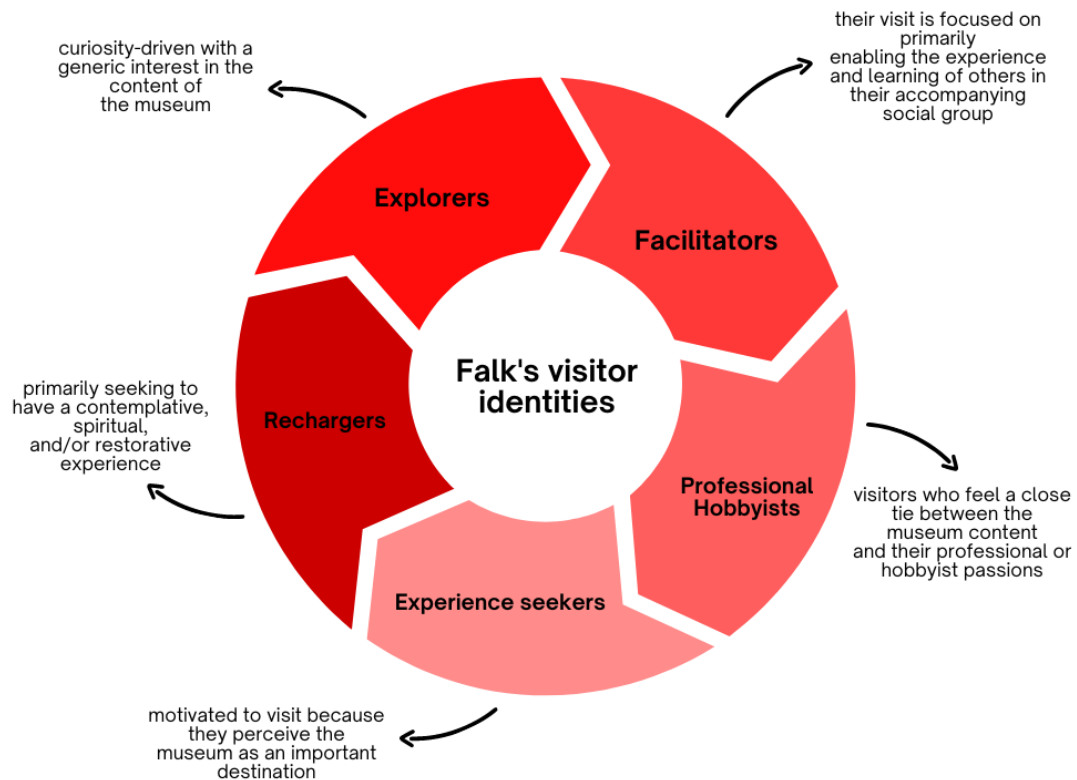 curiosity-driven with a
generic interest in the
content of
the museum
their visit is focused on
primarily
enabling the experience
and learning of others in
their accompanying
social group
Explorers
Facilitators
Falk's visitor
identities
primarily seeking to
have a contemplative,
spiritual,
and/or restorative
experience
Rechargers
Professional
Hobbyists
visitors who feel a close
tie between the
museum content
and their professional or
hobbyist passions
Experience seekers
motivated to visit because
they perceive the
museum as an important
destination